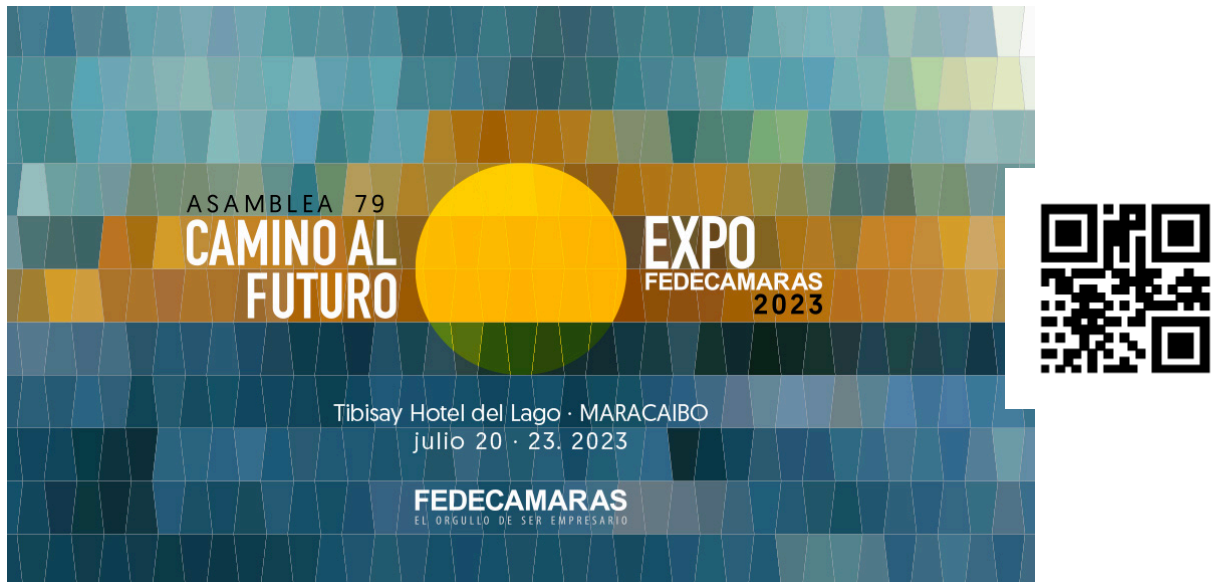 ASAMBLEA 79
CAMINO AL
FUTURO
EXPO
FEDECAMARAS
2023
Tibisay Hotel del Lago · MARACAIBO
julio 20 · 23. 2023
FEDECAMARAS
EL ORGULLO DE SER EMPRESARIO